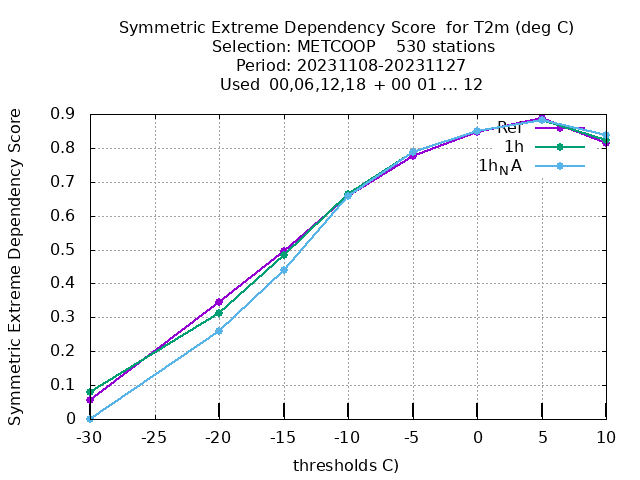 Symmetric Extreme Dependency Score for T2m (deg C)
Selection: METCOOP 530 stations
Period: 20231108-20231127
Used 00,06,12,18 + 00 01 ... 12
Symmetric Extreme Dependency Score
0.9
0.8
0.7
0.6
0.5
0.4
0.3
0.2
0.1
0
Ref
1h
1hNA
-30 -25 -20 -15 -10 -5 0 5 10
thresholds C)